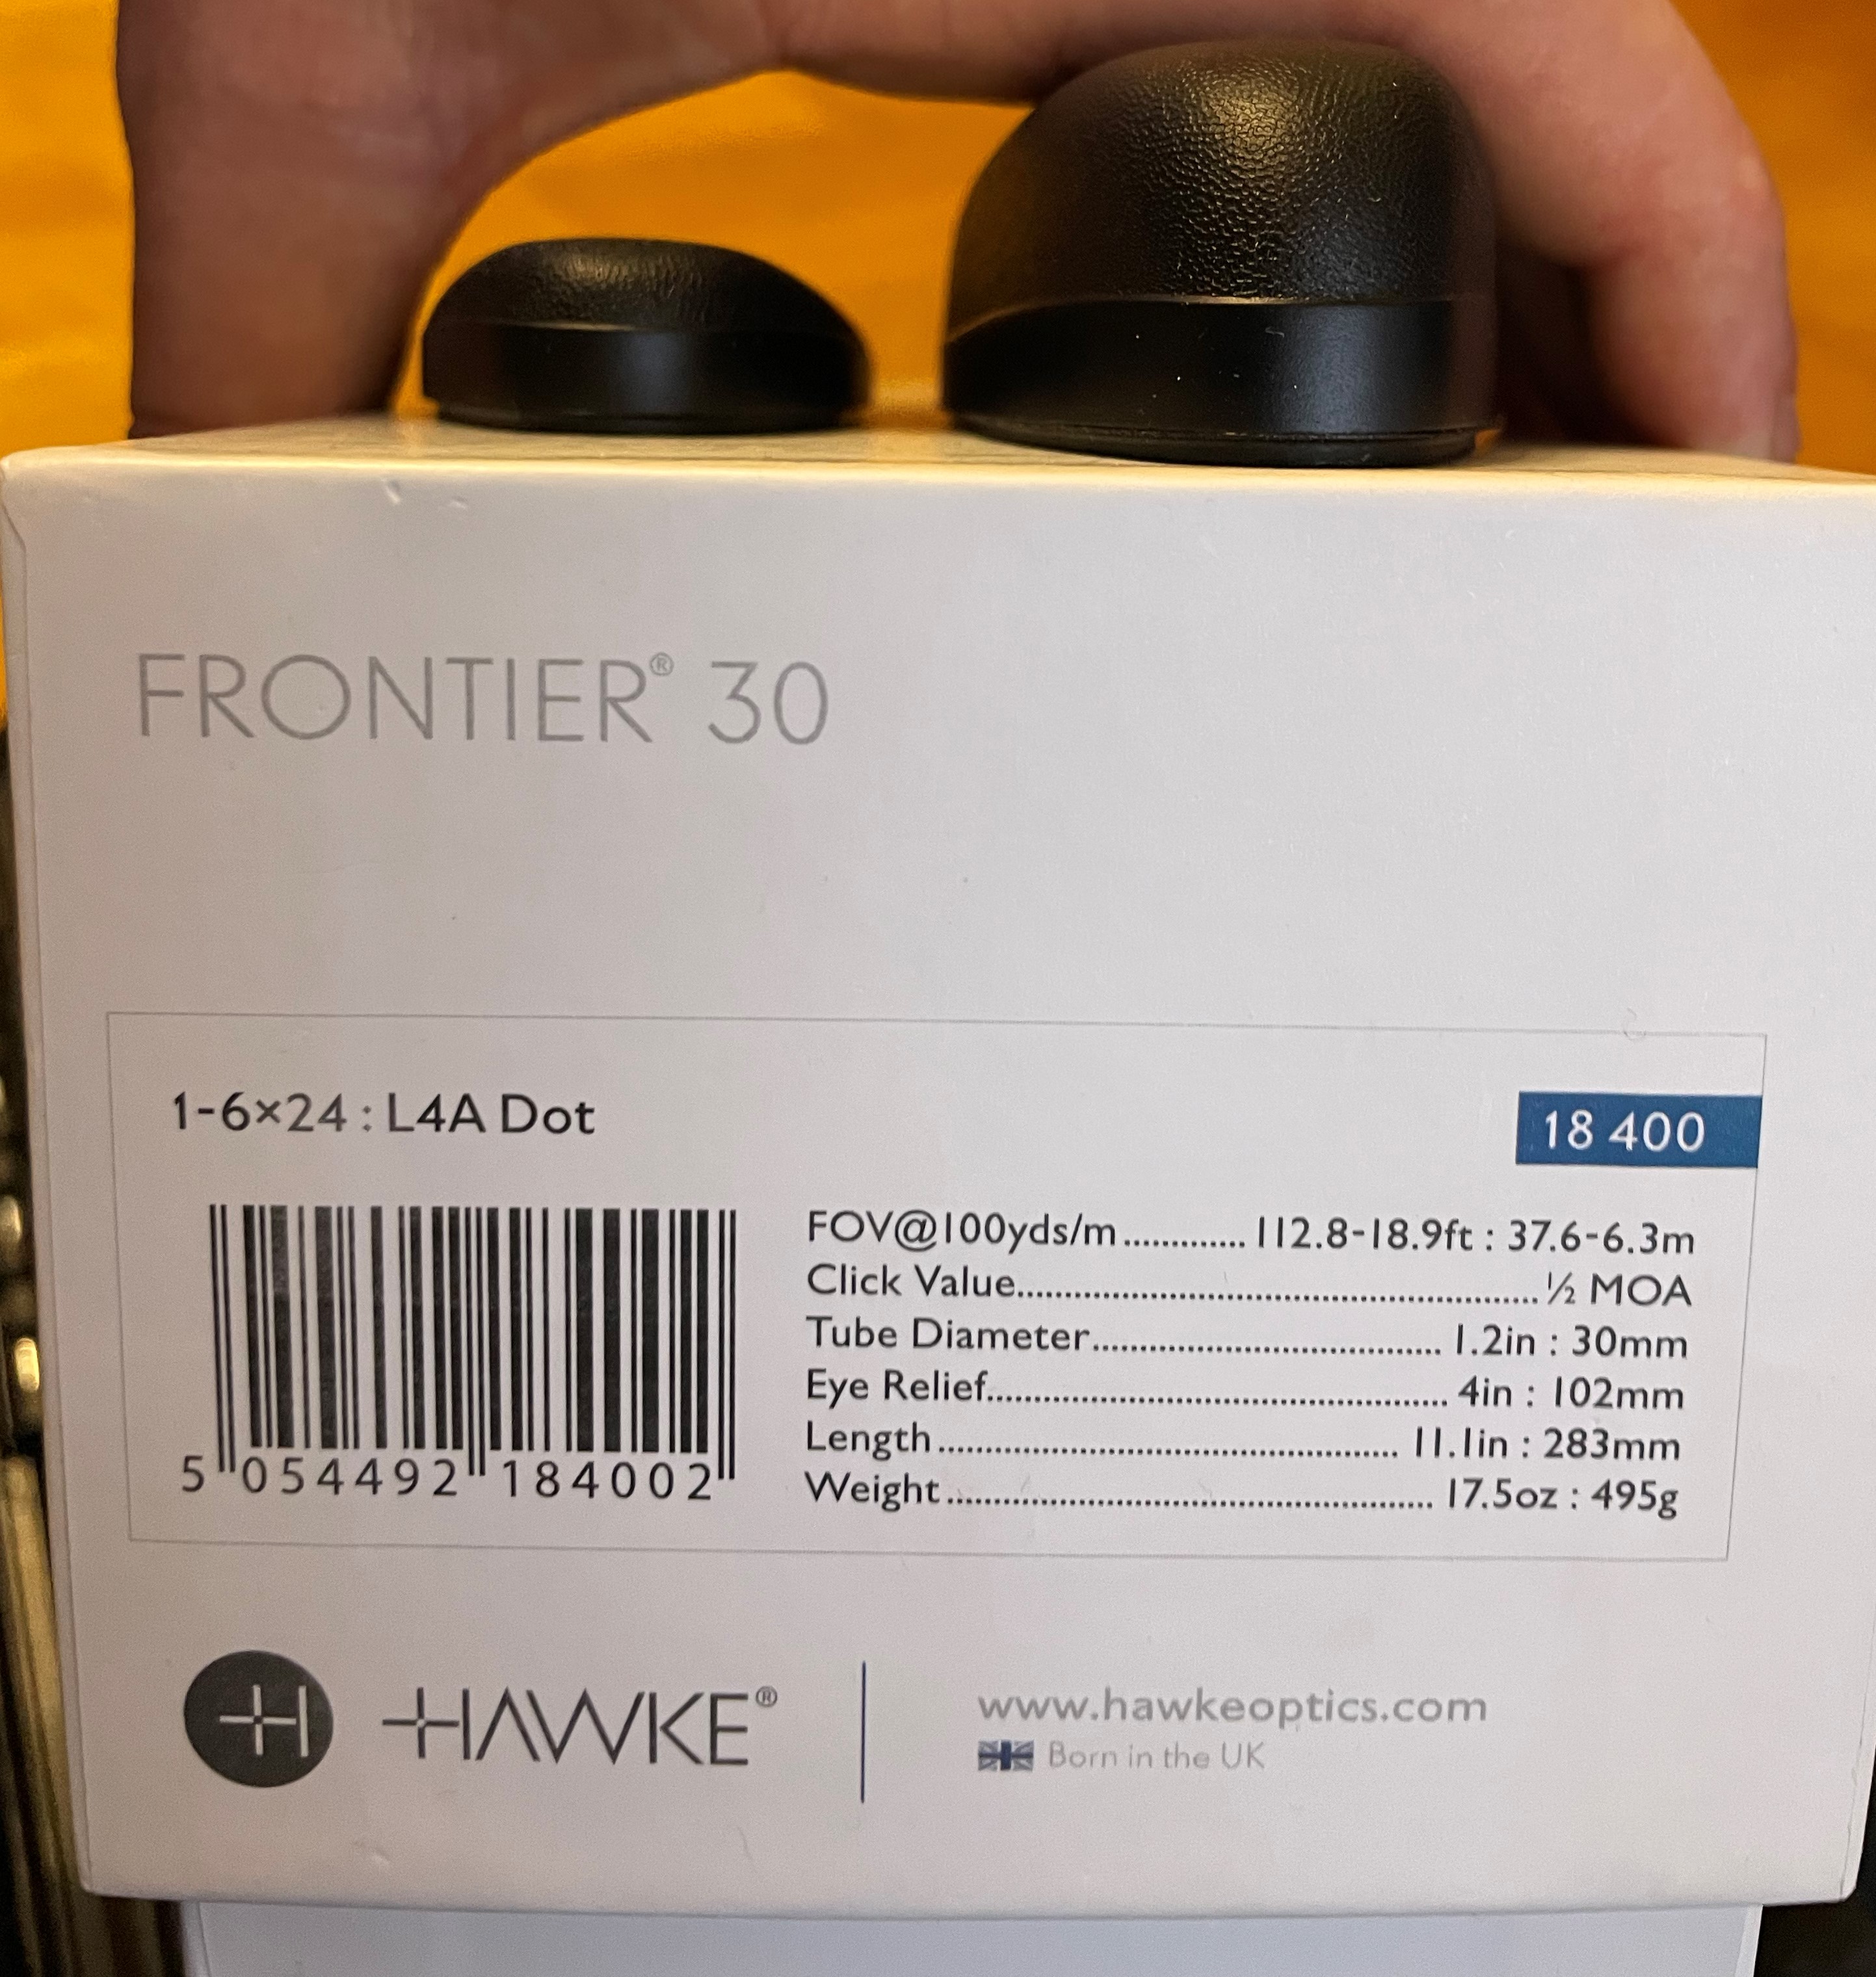 FRONTIER® 30
1-6×24 : L4A Dot
18 400
FOV@100yds/m............. 112.8-18.9ft : 37.6-6.3m
Click Value.......................................................... ½ MOA
Tube Diameter....................................... 1.2in : 30mm
Eye Relief.................................................... 4in : 102mm
Length.................................................... 11.1in : 283mm
Weight...................................................... 17.5oz : 495g
5 054492 184002
HAWKE®
www.hawkeoptics.com
Born in the UK